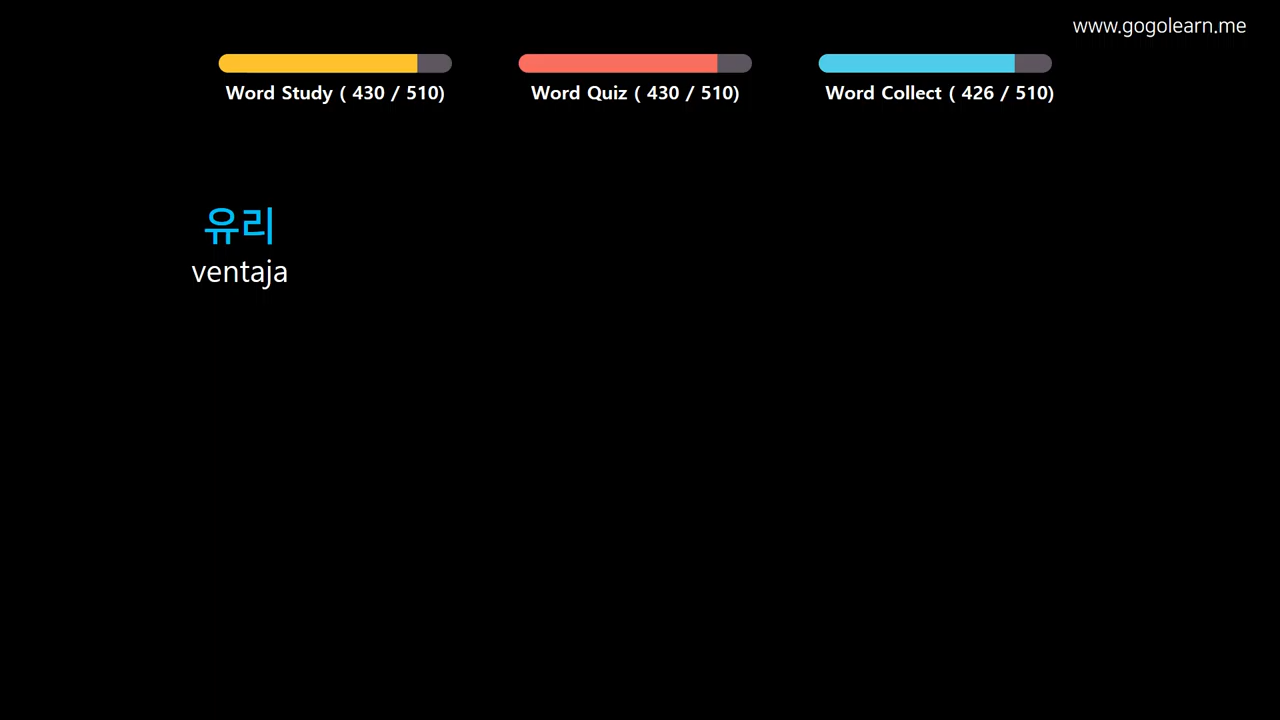 www.gogolearn.me
Word Study ( 430 / 510)
Word Quiz ( 430 / 510)
Word Collect ( 426 / 510)
유리
ventaja